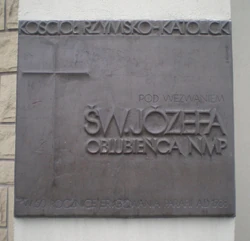 KOŚCIÓŁ RZYMSKO-KATOLICKI
POD WEZWANIEM
ŚW. JÓZEFA
OBLUBIEŃCA NMP